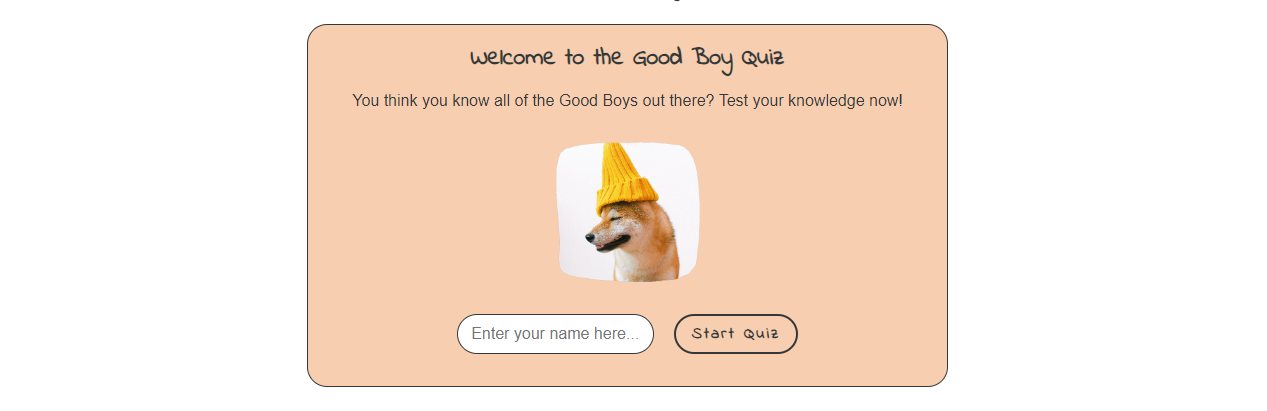 Welcome to the Good Boy Quiz
You think you know all of the Good Boys out there? Test your knowledge now!
Enter your name here...
Start Quiz